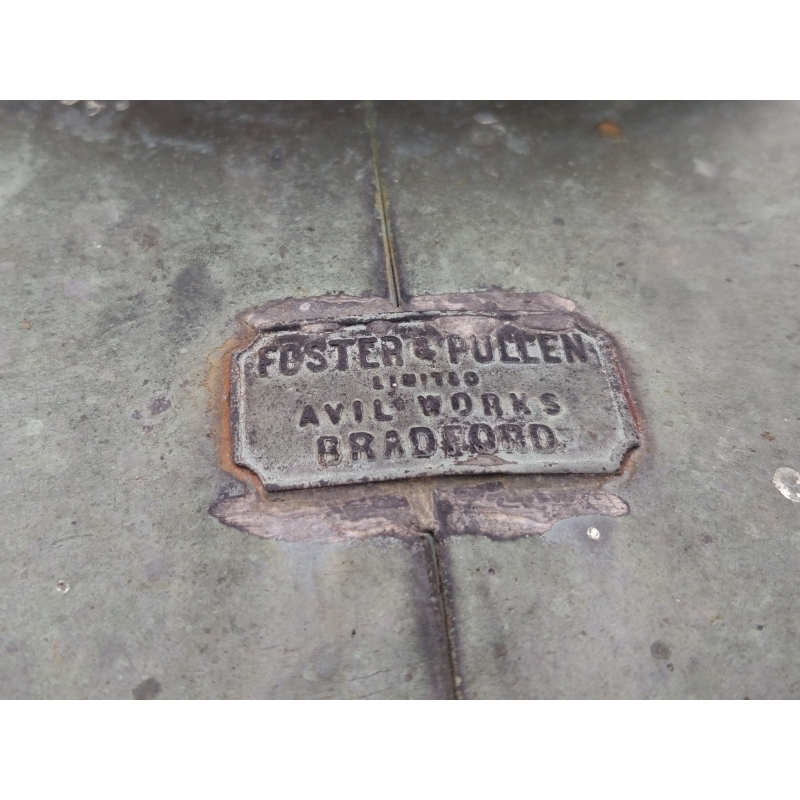 FOSTER & PULLEN
LIMITED
AVIL WORKS
BRADFORD.